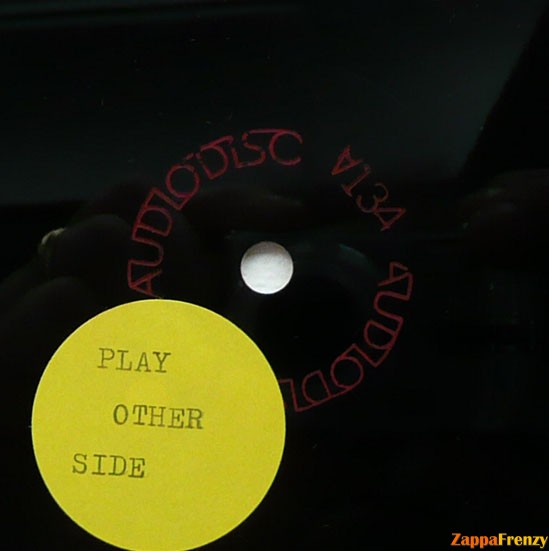 AUDIODISC A134 AUDIODI
PLAY
OTHER
SIDE
ZappaFrenzy